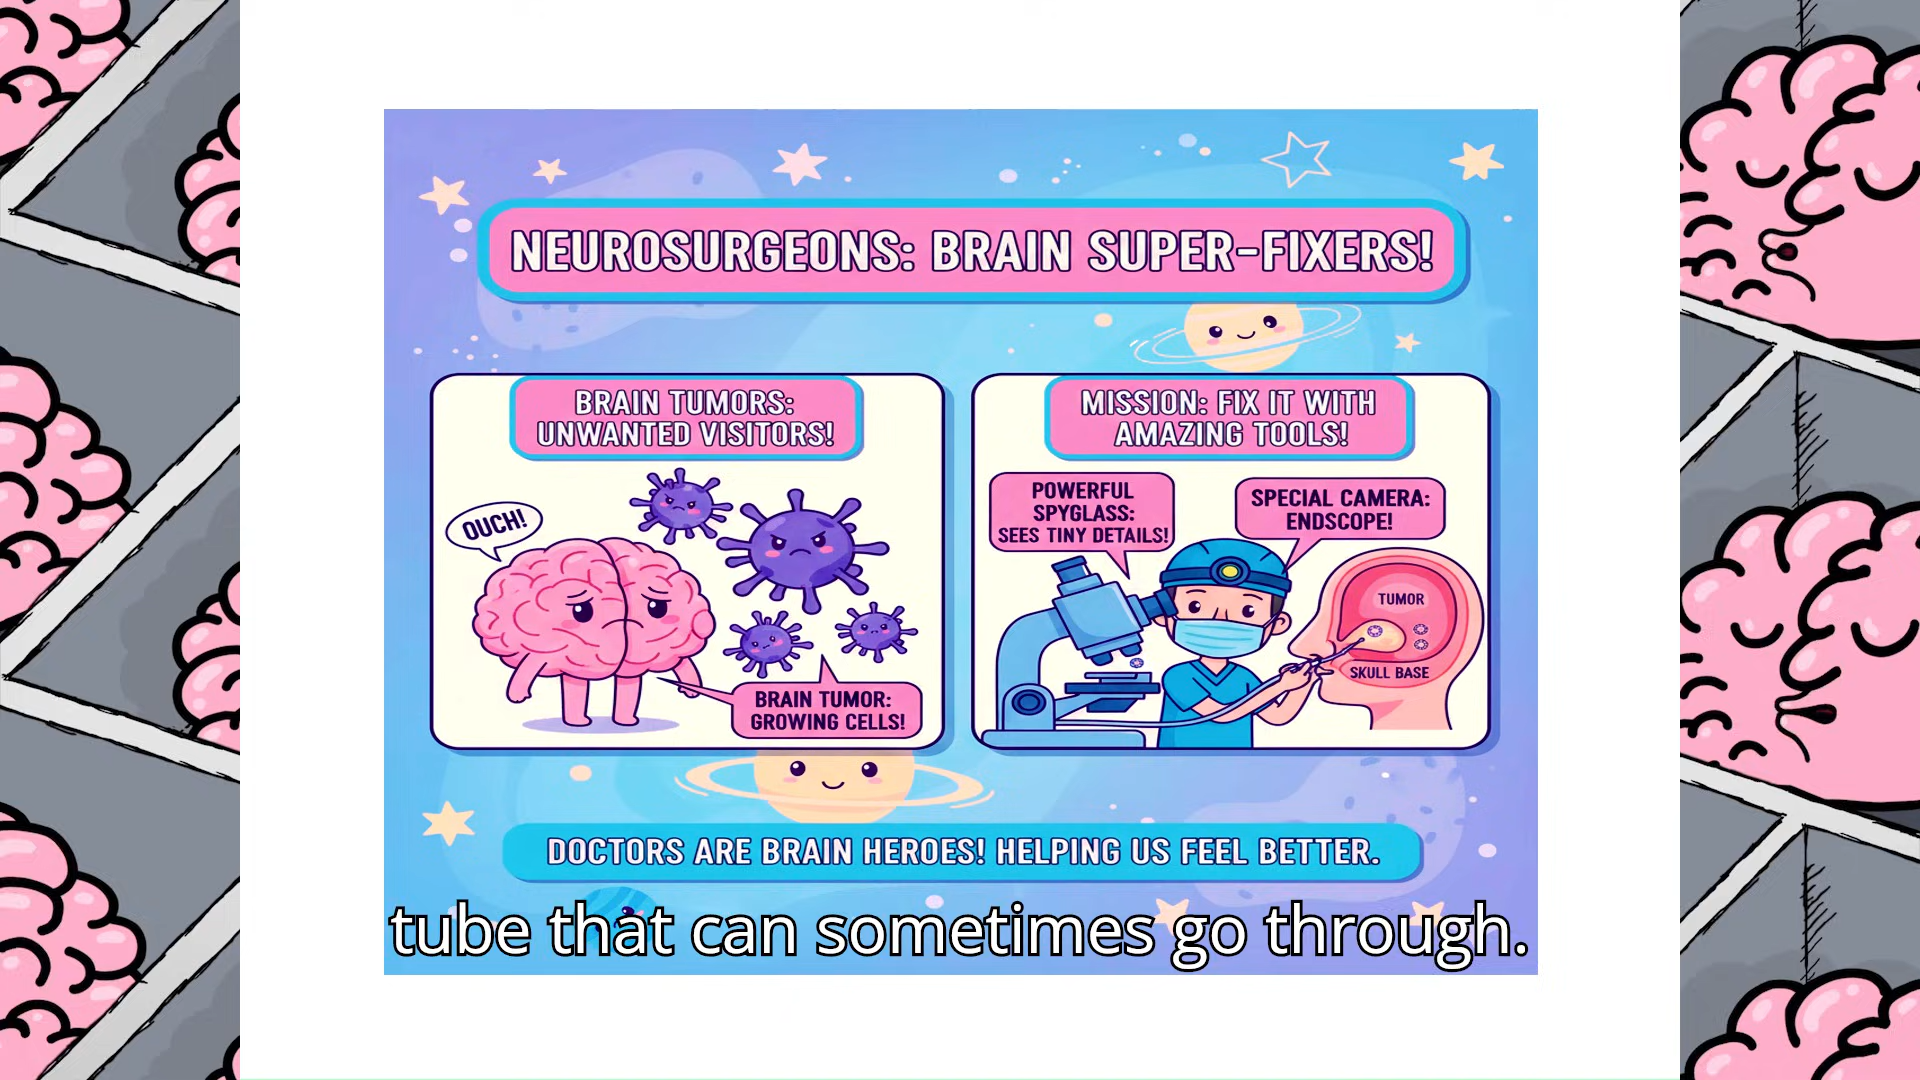 NEUROSURGEONS: BRAIN SUPER-FIXERS!
BRAIN TUMORS:
UNWANTED VISITORS!
OUCH!
BRAIN TUMOR:
GROWING CELLS!
MISSION: FIX IT WITH
AMAZING TOOLS!
POWERFUL
SPYGLASS:
SEES TINY DETAILS!
SPECIAL CAMERA:
ENDSCOPE!
TUMOR
SKULL BASE
DOCTORS ARE BRAIN HEROES! HELPING US FEEL BETTER.
tube that can sometimes go through.